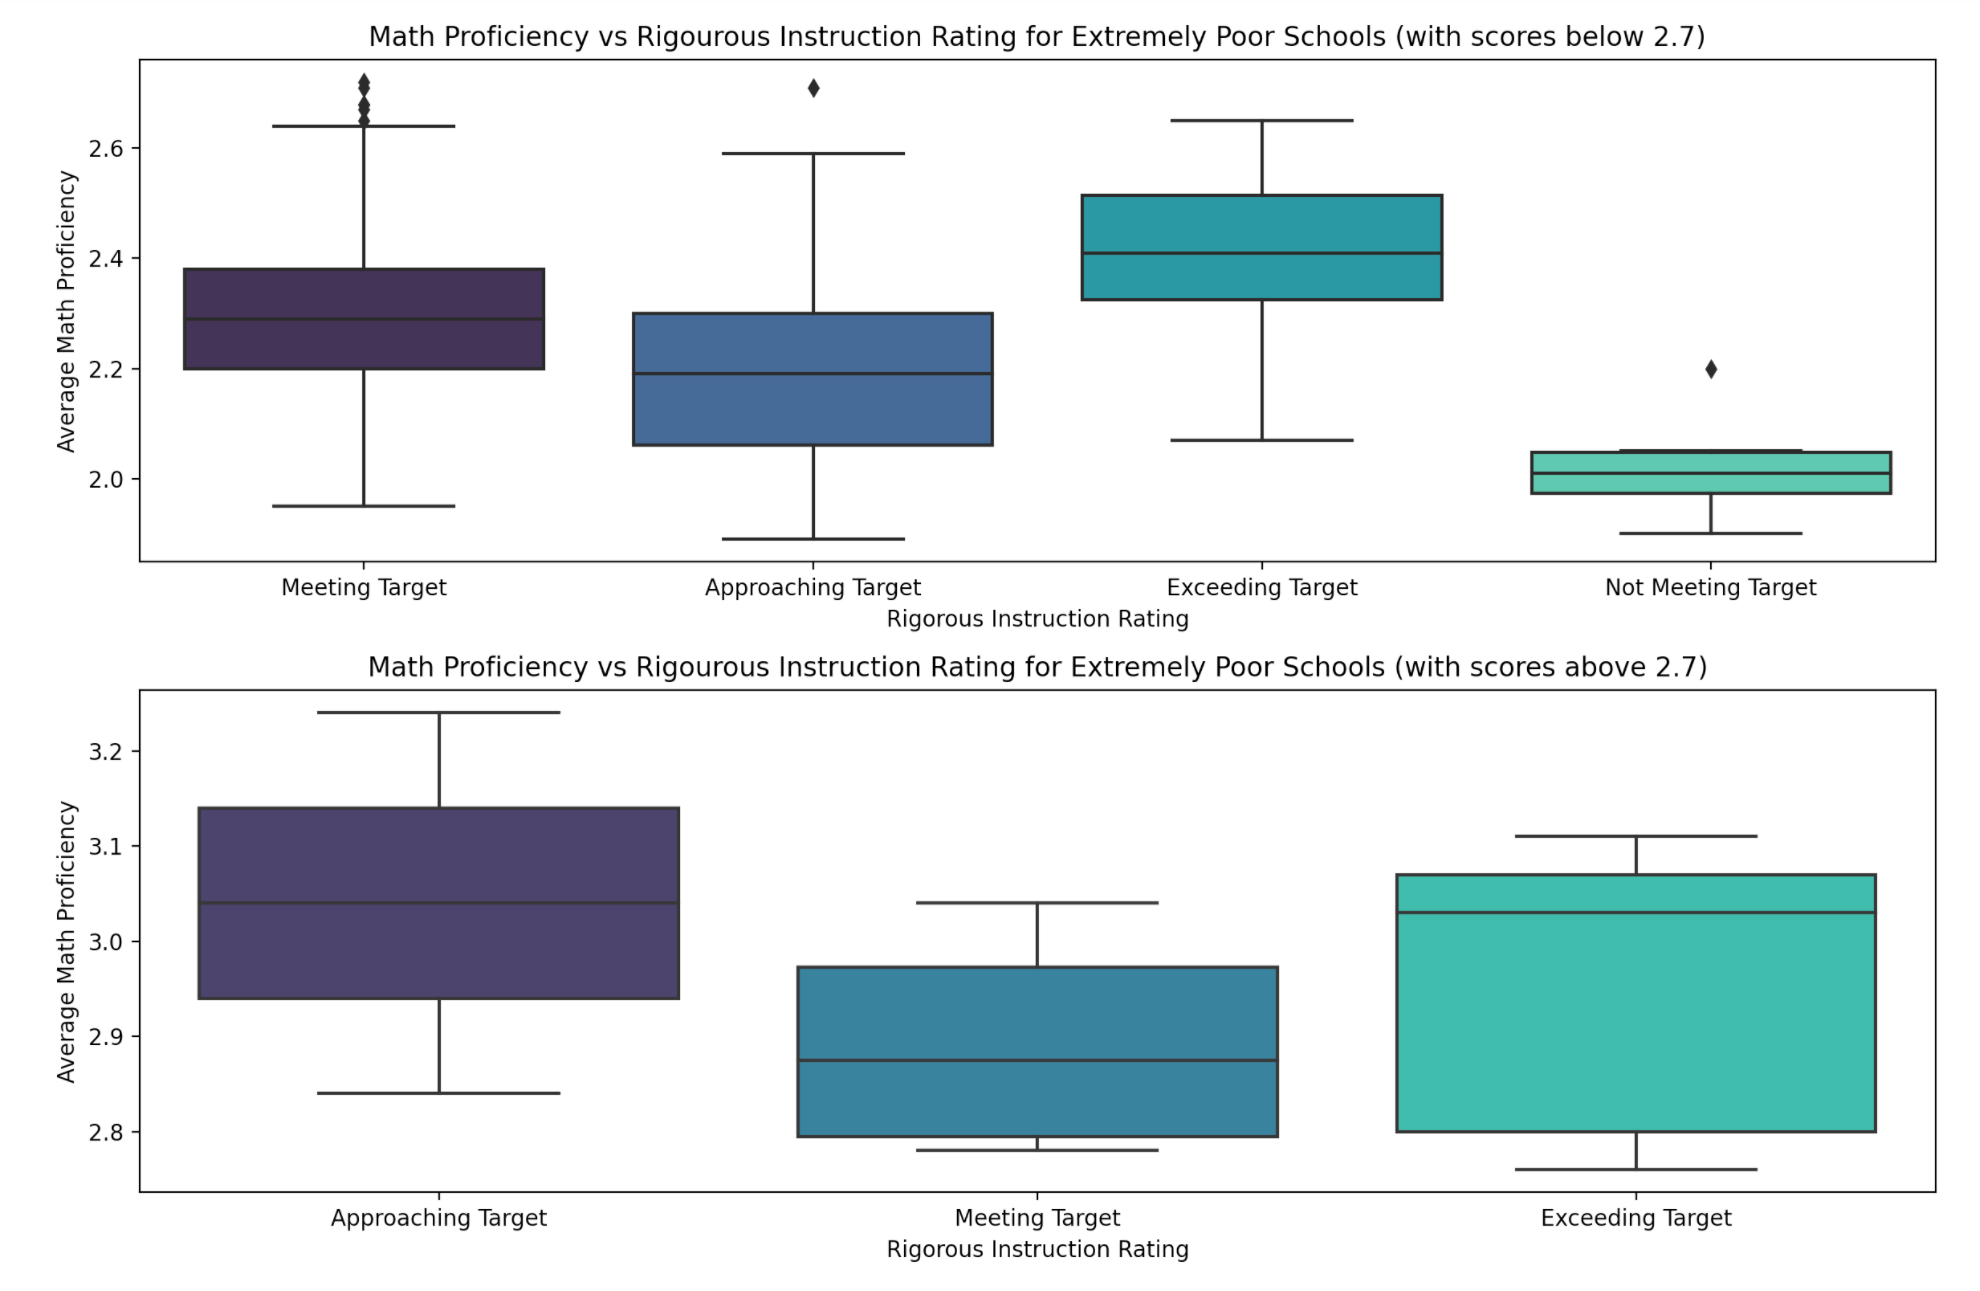 Math Proficiency vs Rigourous Instruction Rating for Extremely Poor Schools (with scores below 2.7)
Average Math Proficiency
2.6
2.4
2.2
2.0
Meeting Target
Approaching Target
Exceeding Target
Not Meeting Target
Rigorous Instruction Rating
Math Proficiency vs Rigourous Instruction Rating for Extremely Poor Schools (with scores above 2.7)
Average Math Proficiency
3.2
3.1
3.0
2.9
2.8
Approaching Target
Meeting Target
Exceeding Target
Rigorous Instruction Rating